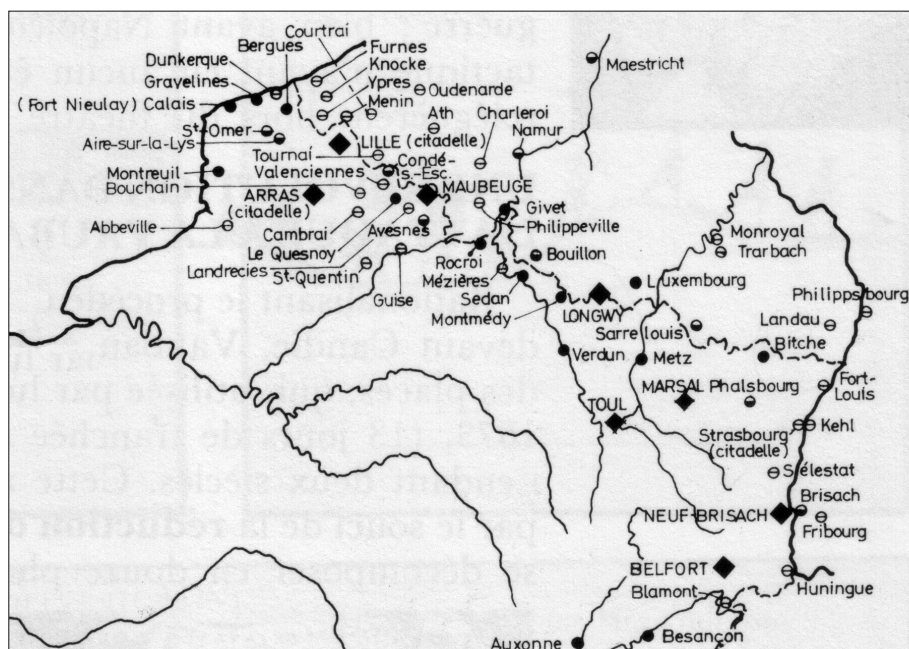 Courtrai
Bergues
Furnes
Dunkerque
Knocke
Gravelines
Ypres
Oudenarde
Maestricht
(Fort Nieulay) Calais
Menin
Ath
Charleroi
Namur
St-Omer
Aire-sur-la-Lys
LILLE (citadelle)
Tournai
Condé-
s.-Esc.
Valenciennes
Montreuil
Bouchain
ARRAS
(citadelle)
MAUBEUGE
Givet
Philippeville
Abbeville
Cambrai
Avesnes
Le Quesnoy
Landrecies
St-Quentin
Guise
Rocroi
Mézières
Sedan
Montmédy
Bouillon
Monroyal
Trarbach
Luxembourg
Philippsbourg
LONGWY
Sarrelouis
Landau
Bitche
Verdun
Metz
MARSAL
Phalsbourg
Fort-
Louis
TOUL
Strasbourg
(citadelle)
Kehl
Sélestat
Brisach
NEUF-BRISACH
Fribourg
BELFORT
Huningue
Blamont
Auxonne
Besançon